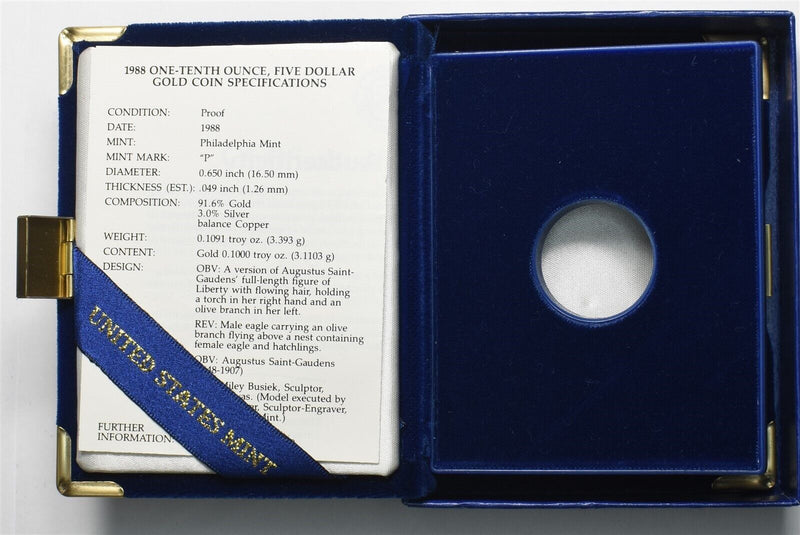 1988 ONE-TENTH OUNCE, FIVE DOLLAR
GOLD COIN SPECIFICATIONS
CONDITION: Proof
DATE: 1988
MINT: Philadelphia Mint
MINT MARK: "P"
DIAMETER: 0.650 inch (16.50 mm)
THICKNESS (EST.): .049 inch (1.26 mm)
COMPOSITION: 91.6% Gold
3.0% Silver
balance Copper
WEIGHT: 0.1091 troy oz. (3.393 g)
CONTENT: Gold 0.1000 troy oz. (3.1103 g)
DESIGN: OBV: A version of Augustus Saint-
Gaudens' full-length figure of
Liberty with flowing hair, holding
a torch in her right hand and an
olive branch in her left.
REV: Male eagle carrying an olive
branch flying above a nest containing
female eagle and hatchlings.
OBV: Augustus Saint-Gaudens
-1907)
Busiek, Sculptor,
(Model executed by
Sculptor-Engraver,
FURTHER
INFORMATION:
UNITED STATES MINT